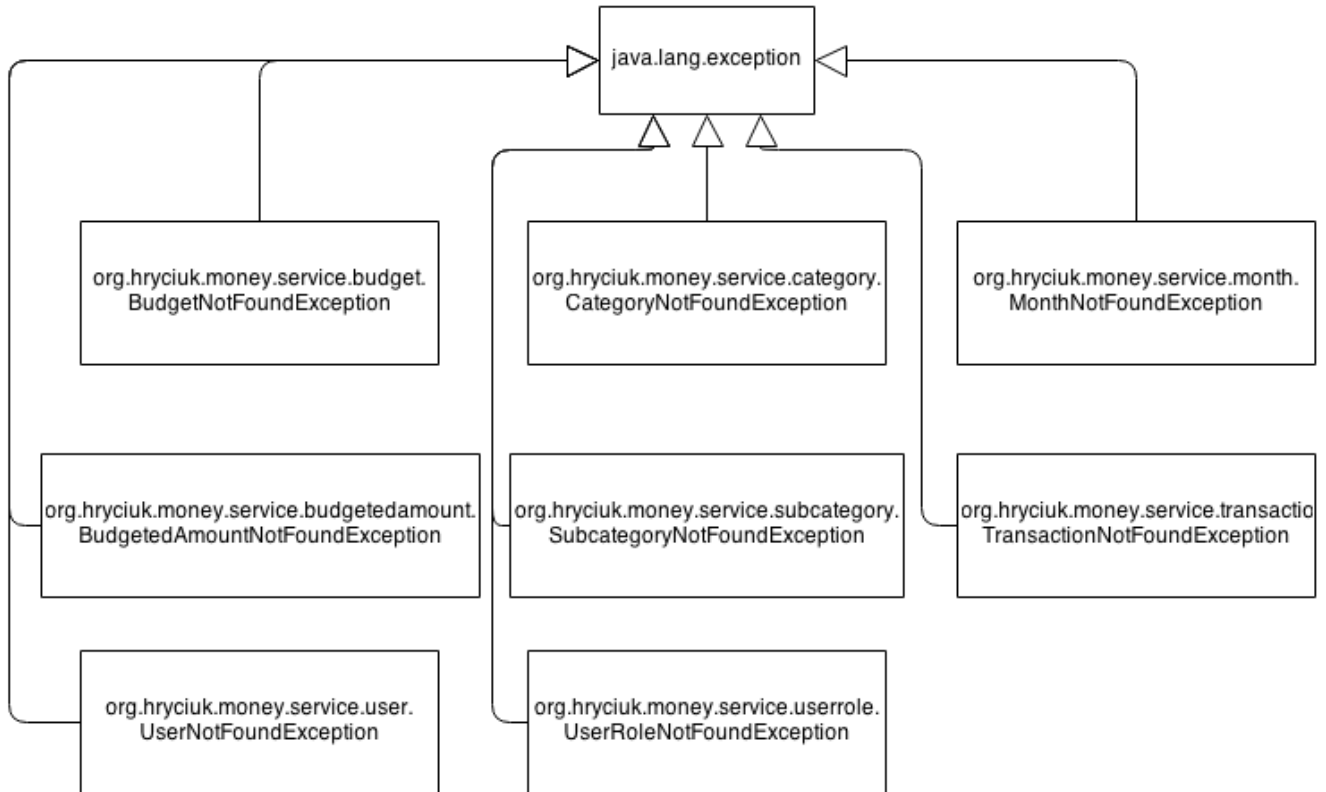 java.lang.exception
org.hryciuk.money.service.budget.
BudgetNotFoundException
org.hryciuk.money.service.category.
CategoryNotFoundException
org.hryciuk.money.service.month.
MonthNotFoundException
org.hryciuk.money.service.budgetedamount.
BudgetedAmountNotFoundException
org.hryciuk.money.service.subcategory.
SubcategoryNotFoundException
org.hryciuk.money.service.transactio
TransactionNotFoundException
org.hryciuk.money.service.user.
UserNotFoundException
org.hryciuk.money.service.userrole.
UserRoleNotFoundException